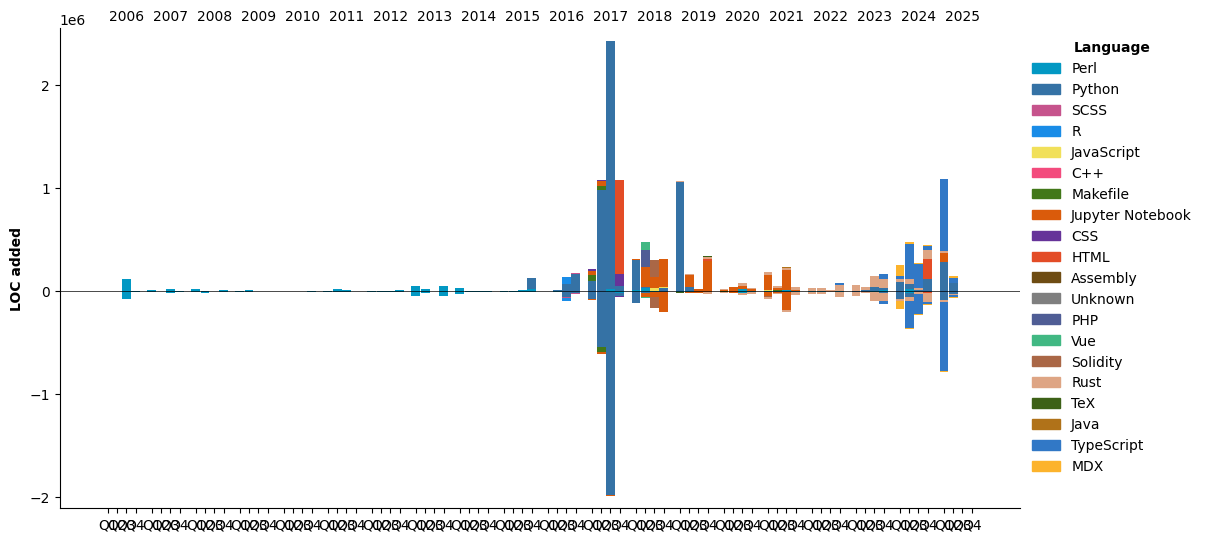 2006 2007 2008 2009 2010 2011 2012 2013 2014 2015 2016 2017 2018 2019 2020 2021 2022 2023 2024 2025
1e6
Language
Perl
Python
SCSS
R
JavaScript
C++
Makefile
Jupyter Notebook
CSS
HTML
Assembly
Unknown
PHP
Vue
Solidity
Rust
TeX
Java
TypeScript
MDX
LOC added
2
1
0
−1
−2